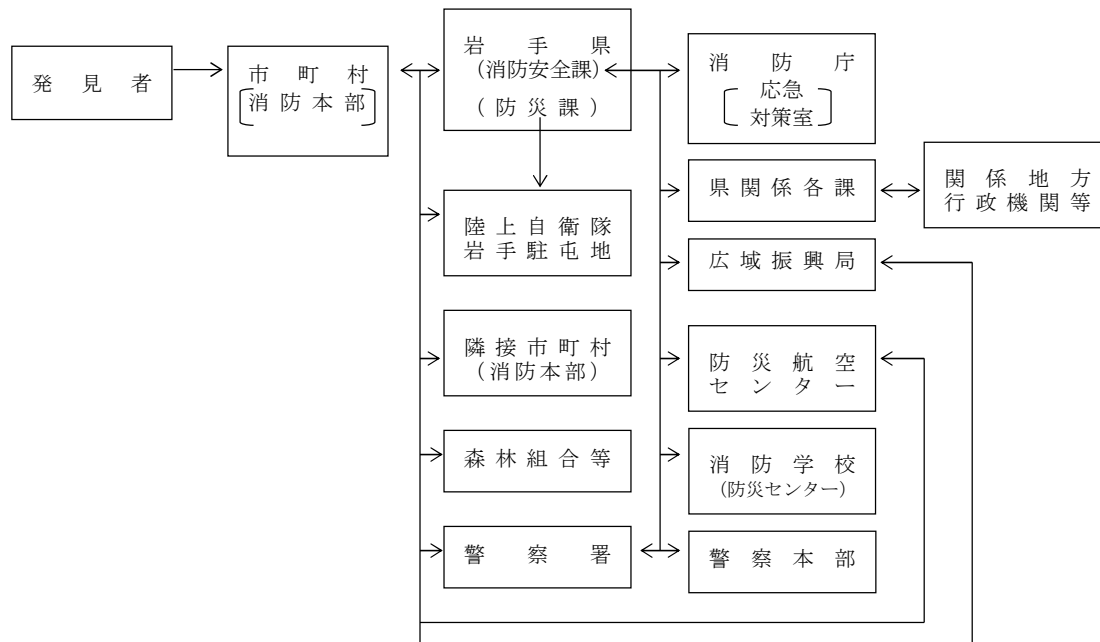 発見者
市町村
消防本部
岩手県
(消防安全課)
(防災課)
消防庁
応急
対策室
県関係各課
関係地方
行政機関等
陸上自衛隊
岩手駐屯地
広域振興局
隣接市町村
(消防本部)
防災航空
センター
森林組合等
消防学校
(防災センター)
警察署
警察本部